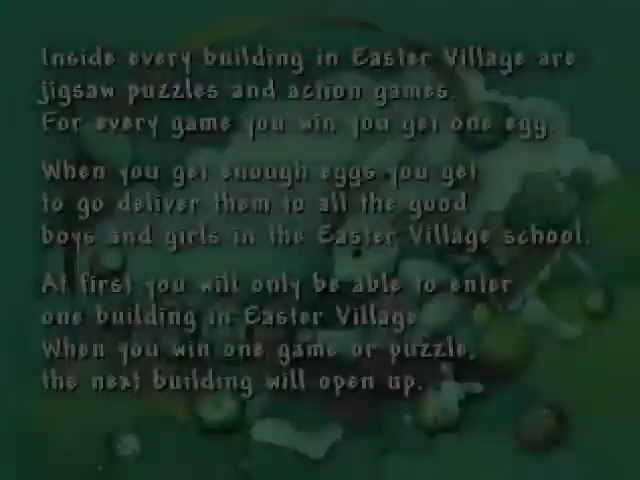 Inside every building in Easter Village are
jigsaw puzzles and action games.
For every game you win you get one egg.
When you get enough eggs you get
to go deliver them to all the good
boys and girls in the Easter Village school.
At first you will only be able to enter
one building in Easter Village
When you win one game or puzzle,
the next building will open up.